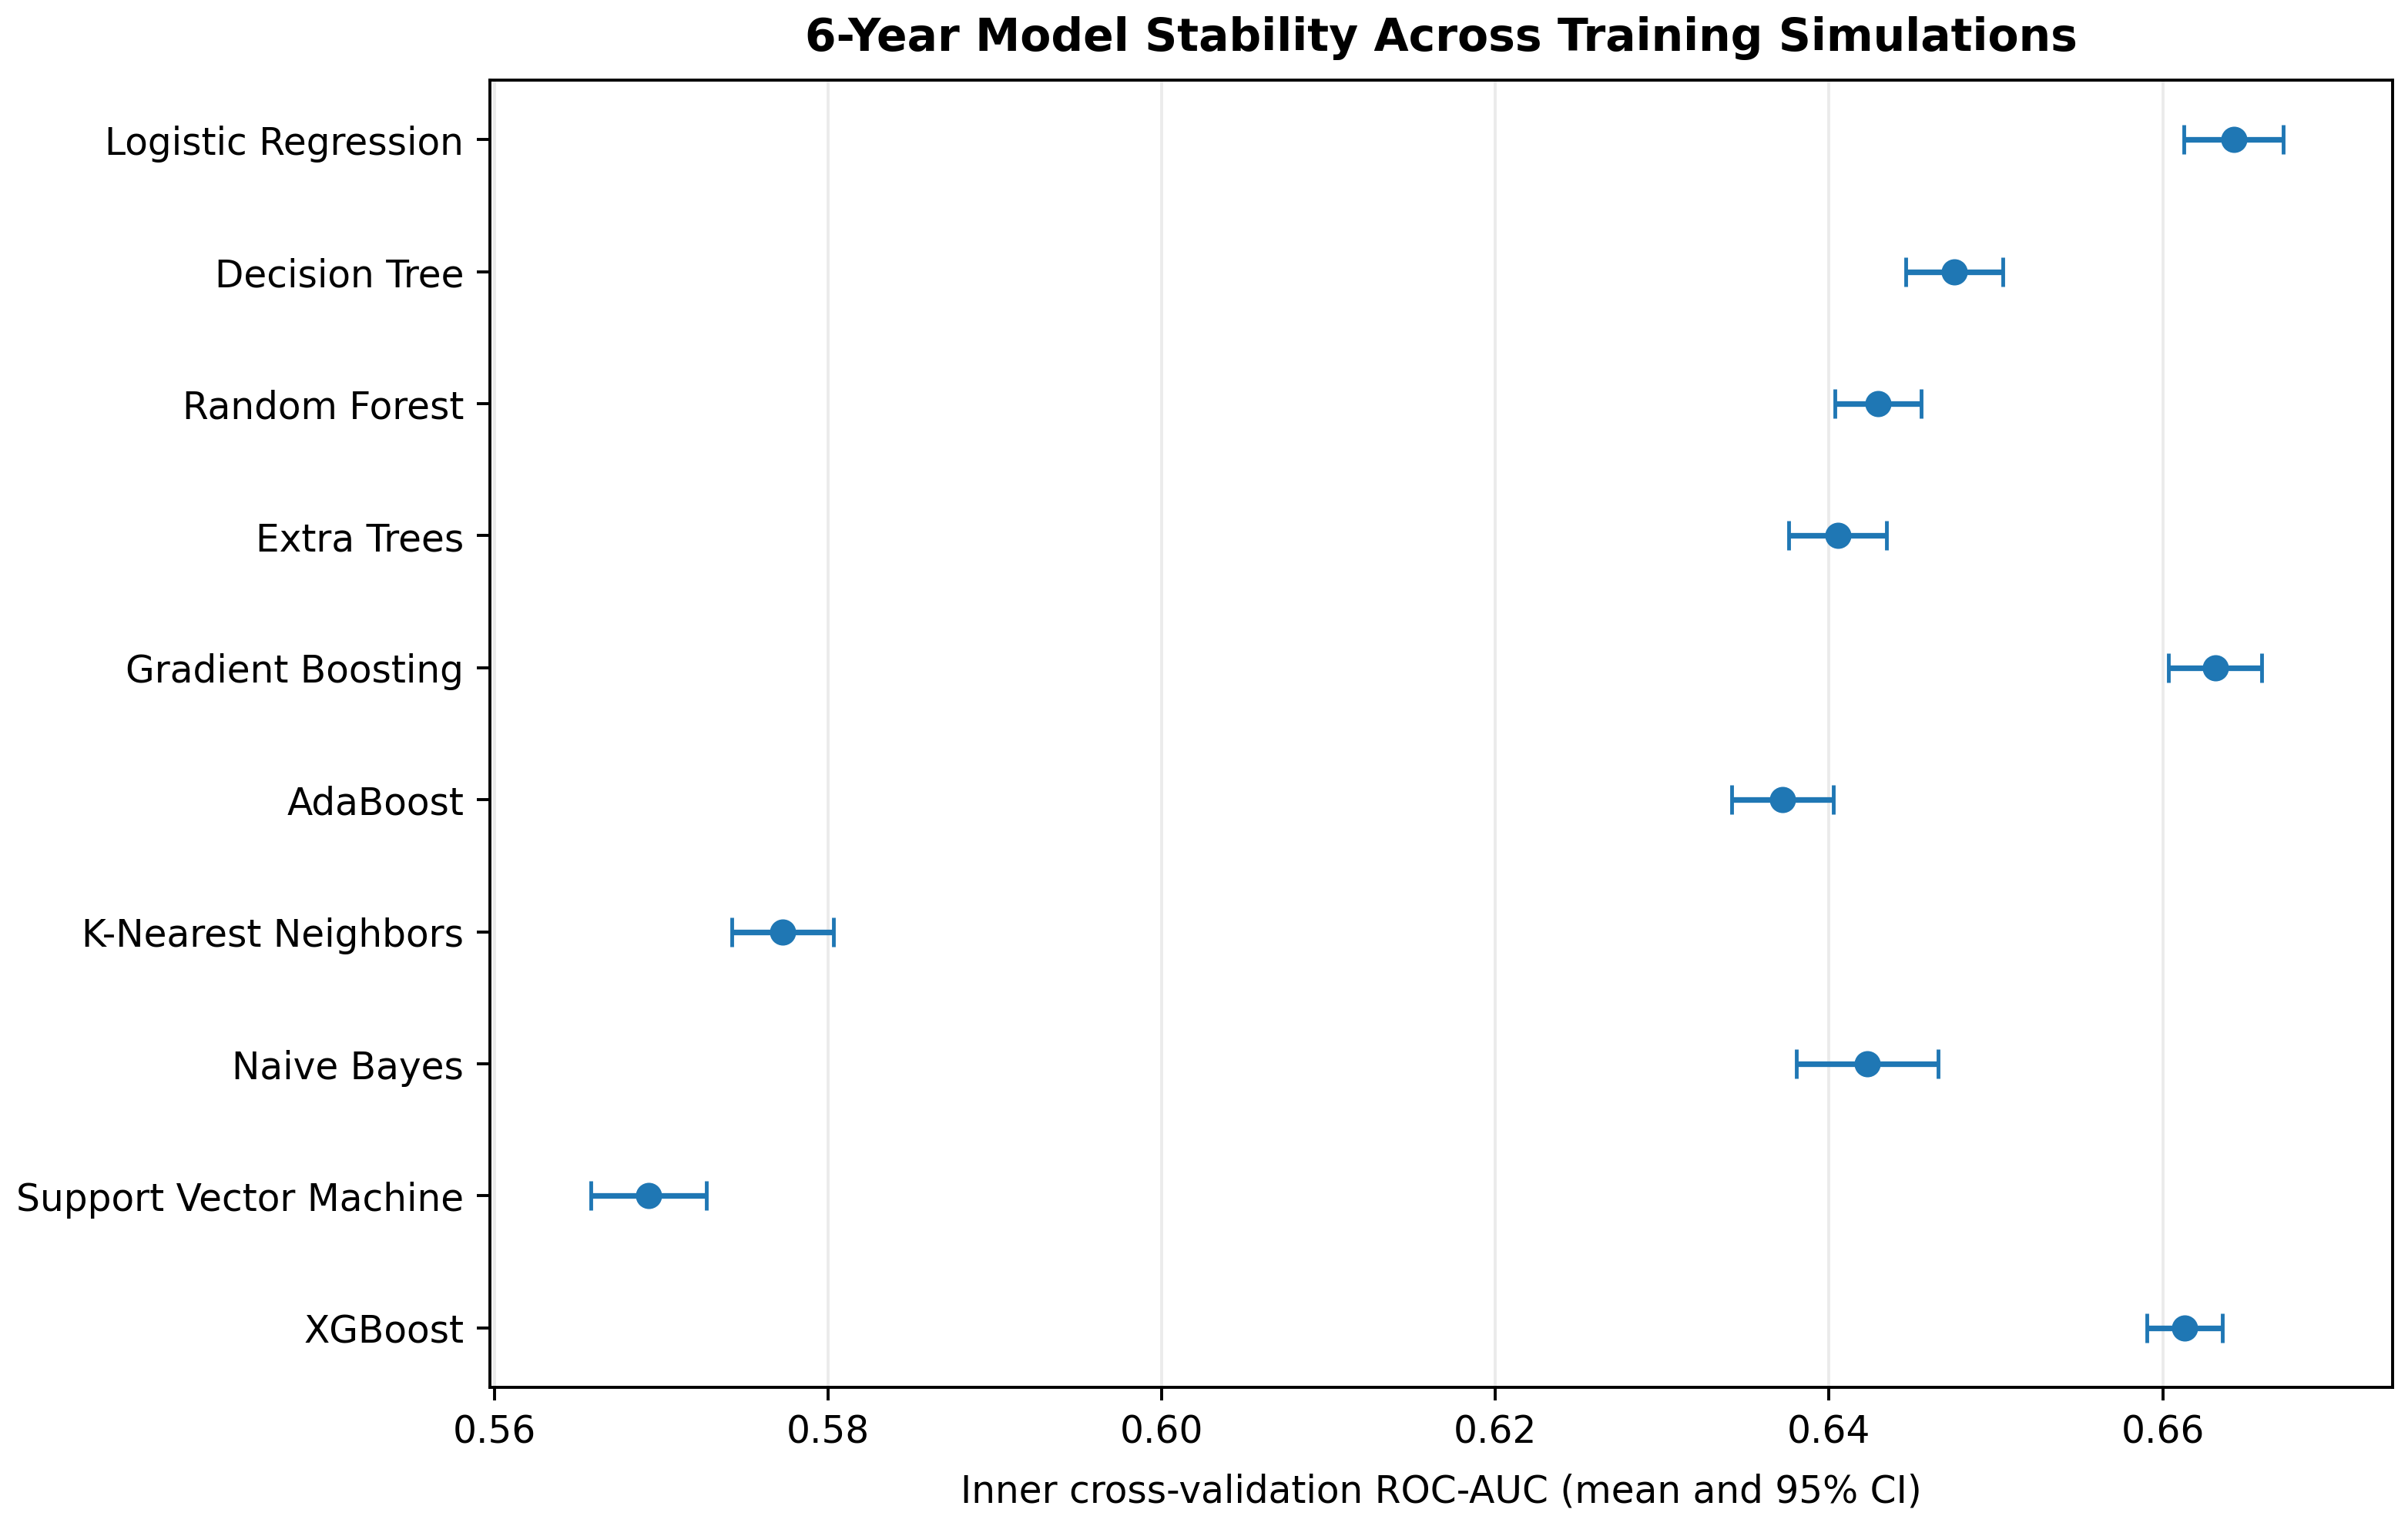 6-Year Model Stability Across Training Simulations
Logistic Regression
Decision Tree
Random Forest
Extra Trees
Gradient Boosting
AdaBoost
K-Nearest Neighbors
Naive Bayes
Support Vector Machine
XGBoost
0.56 0.58 0.60 0.62 0.64 0.66
Inner cross-validation ROC-AUC (mean and 95% CI)